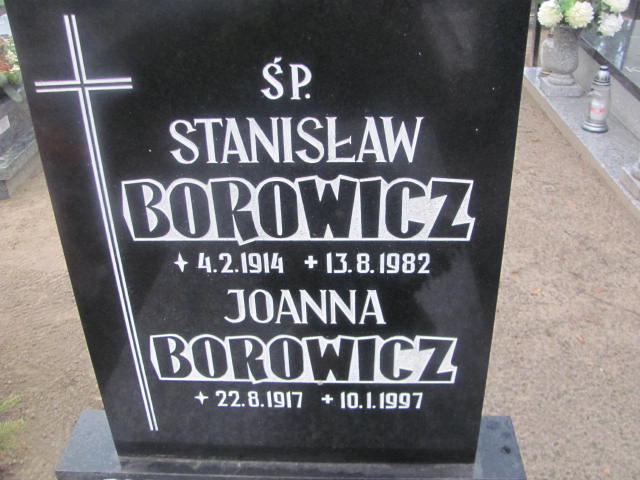 ŚP.
STANISŁAW
BOROWICZ
✦ 4.2.1914 + 13.8.1982
JOANNA
BOROWICZ
✦ 22.8.1917 + 10.1.1997